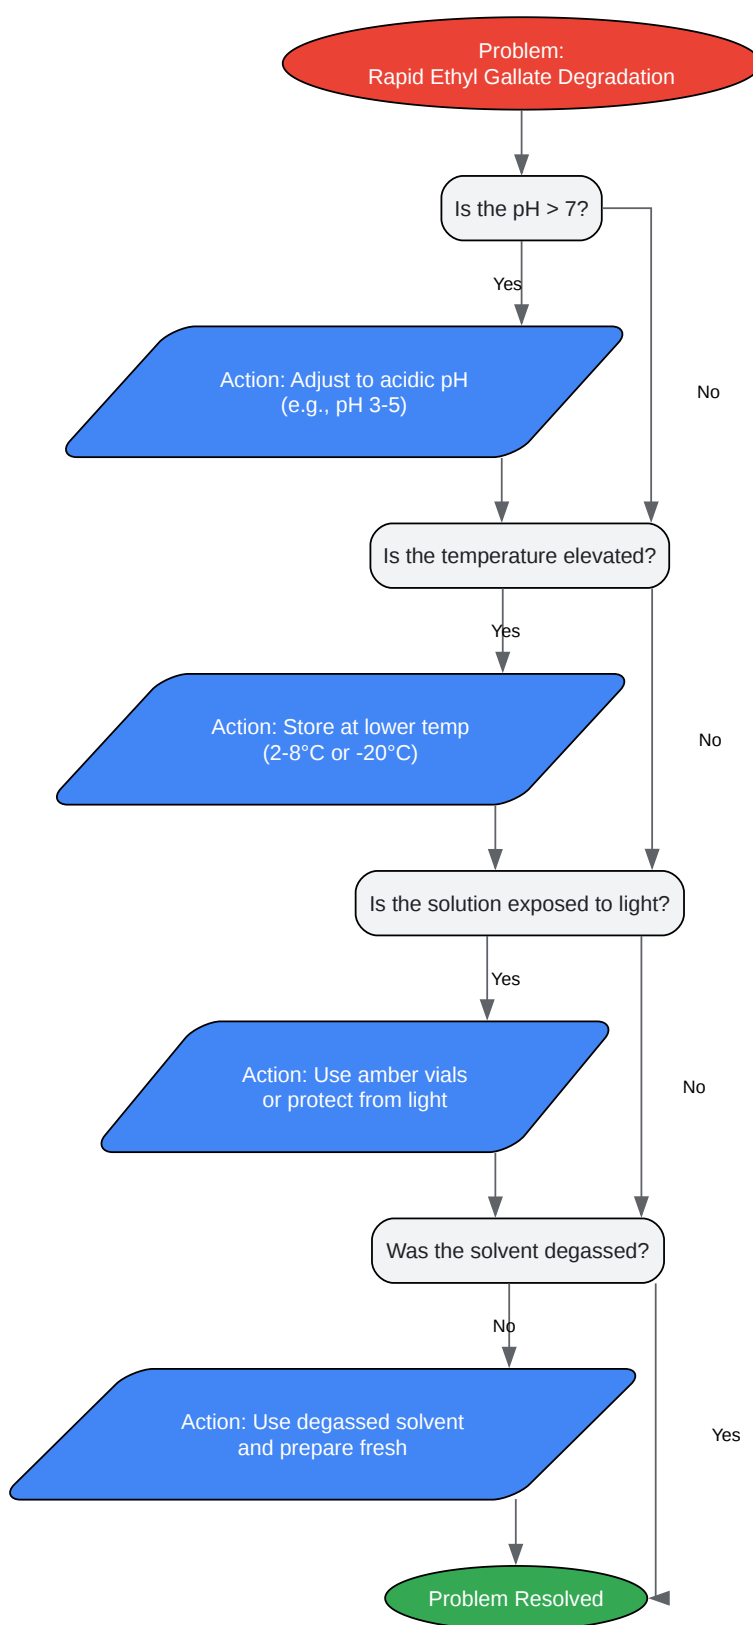 Problem:
Rapid Ethyl Gallate Degradation
Is the pH > 7?
Yes
Action: Adjust to acidic pH
(e.g., pH 3-5)
No
Is the temperature elevated?
Yes
Action: Store at lower temp
(2-8°C or -20°C)
No
Is the solution exposed to light?
Yes
Action: Use amber vials
or protect from light
No
Was the solvent degassed?
No
Action: Use degassed solvent
and prepare fresh
Yes
Problem Resolved